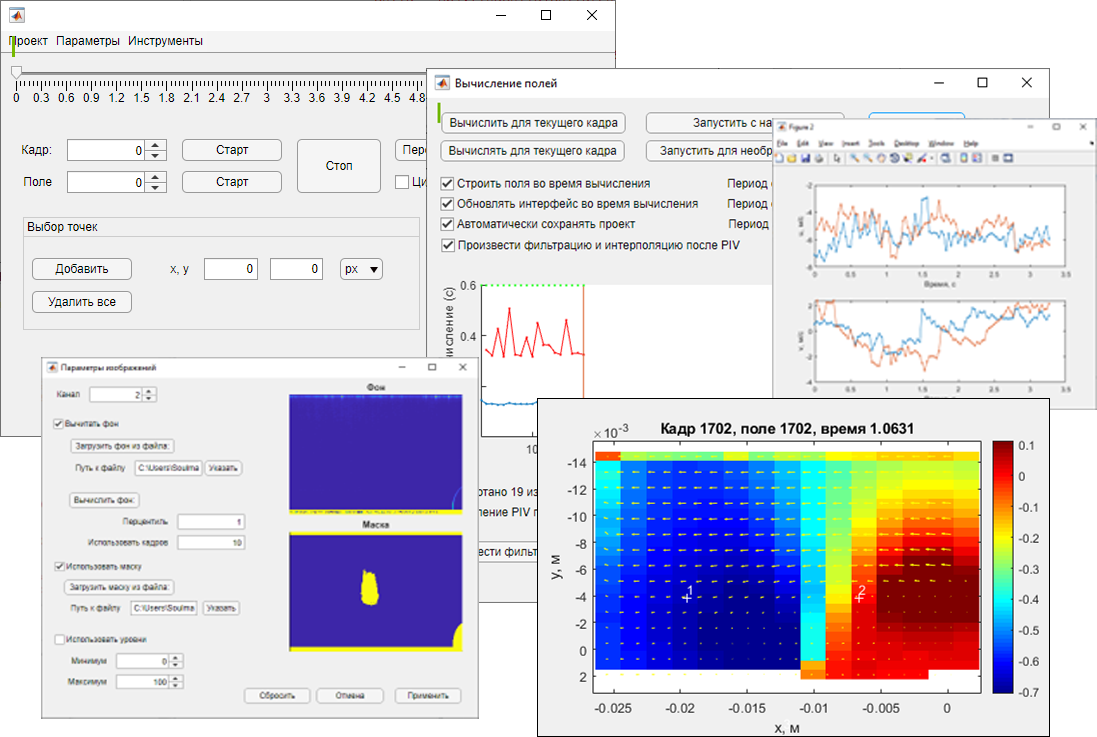 Проект Параметры Инструменты
0 0.3 0.6 0.9 1.2 1.5 1.8 2.1 2.4 2.7 3 3.3 3.6 3.9 4.2 4.5 4.8
Кадр: 0 Старт
Стоп
Поле 0 Старт
Выбор точек
Добавить x, y 0 0 px
Удалить все
Вычисление полей
Вычислить для текущего кадра
Вычислять для текущего кадра
Строить поля во время вычисления
Обновлять интерфейс во время вычисления
Автоматически сохранять проект
Произвести фильтрацию и интерполяцию после PIV
Запустить с
Запустить для
Период
Период
Период
0.6
0.4
10
19 из
PIV
Figure 2
File Edit View Insert Tools Desktop Window Help
-2
-4
-6
-8
0 0.5 1 1.5 2 2.5 3 3.5
Время, с
2
0
-2
-4
0 0.5 1 1.5 2 2.5 3 3.5
Параметры изображений
Канал 2
Вычитать фон
Загрузить фон из файла:
Путь к файлу C:\Users\Soulma Указать
Вычислить фон:
Перцентиль 1
Использовать кадров 10
Использовать маску
Загрузить маску из файла:
Путь к файлу C:\Users\Soulma Указать
Использовать уровни
Минимум 0
Максимум 100
Фон
Маска
Сбросить Отмена Применить
Кадр 1702, поле 1702, время 1.0631
×10-3
-14
-12
-10
-8
-6
-4
-2
0
2
y, м
1
2
-0.025 -0.02 -0.015 -0.01 -0.005 0
x, м
0.1
0
-0.1
-0.2
-0.3
-0.4
-0.5
-0.6
-0.7